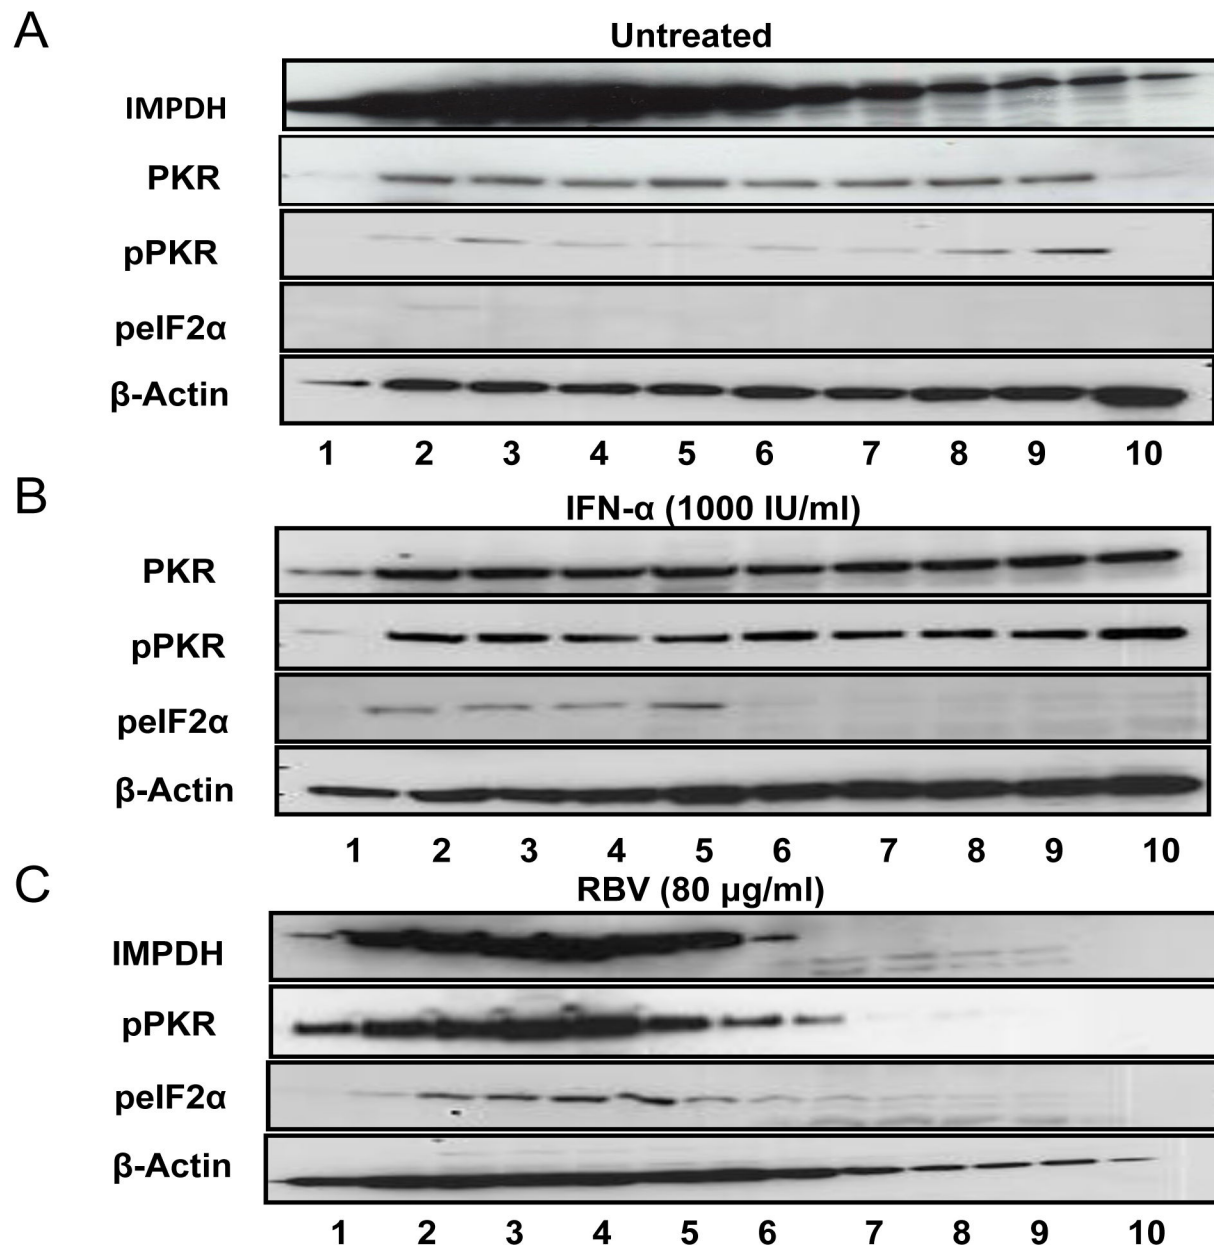 A
Untreated
IMPDH
PKR
pPKR
peIF2α
β-Actin
1 2 3 4 5 6 7 8 9 10
B
IFN-α (1000 IU/ml)
PKR
pPKR
peIF2α
β-Actin
1 2 3 4 5 6 7 8 9 10
C
RBV (80 µg/ml)
IMPDH
pPKR
peIF2α
β-Actin
1 2 3 4 5 6 7 8 9 10